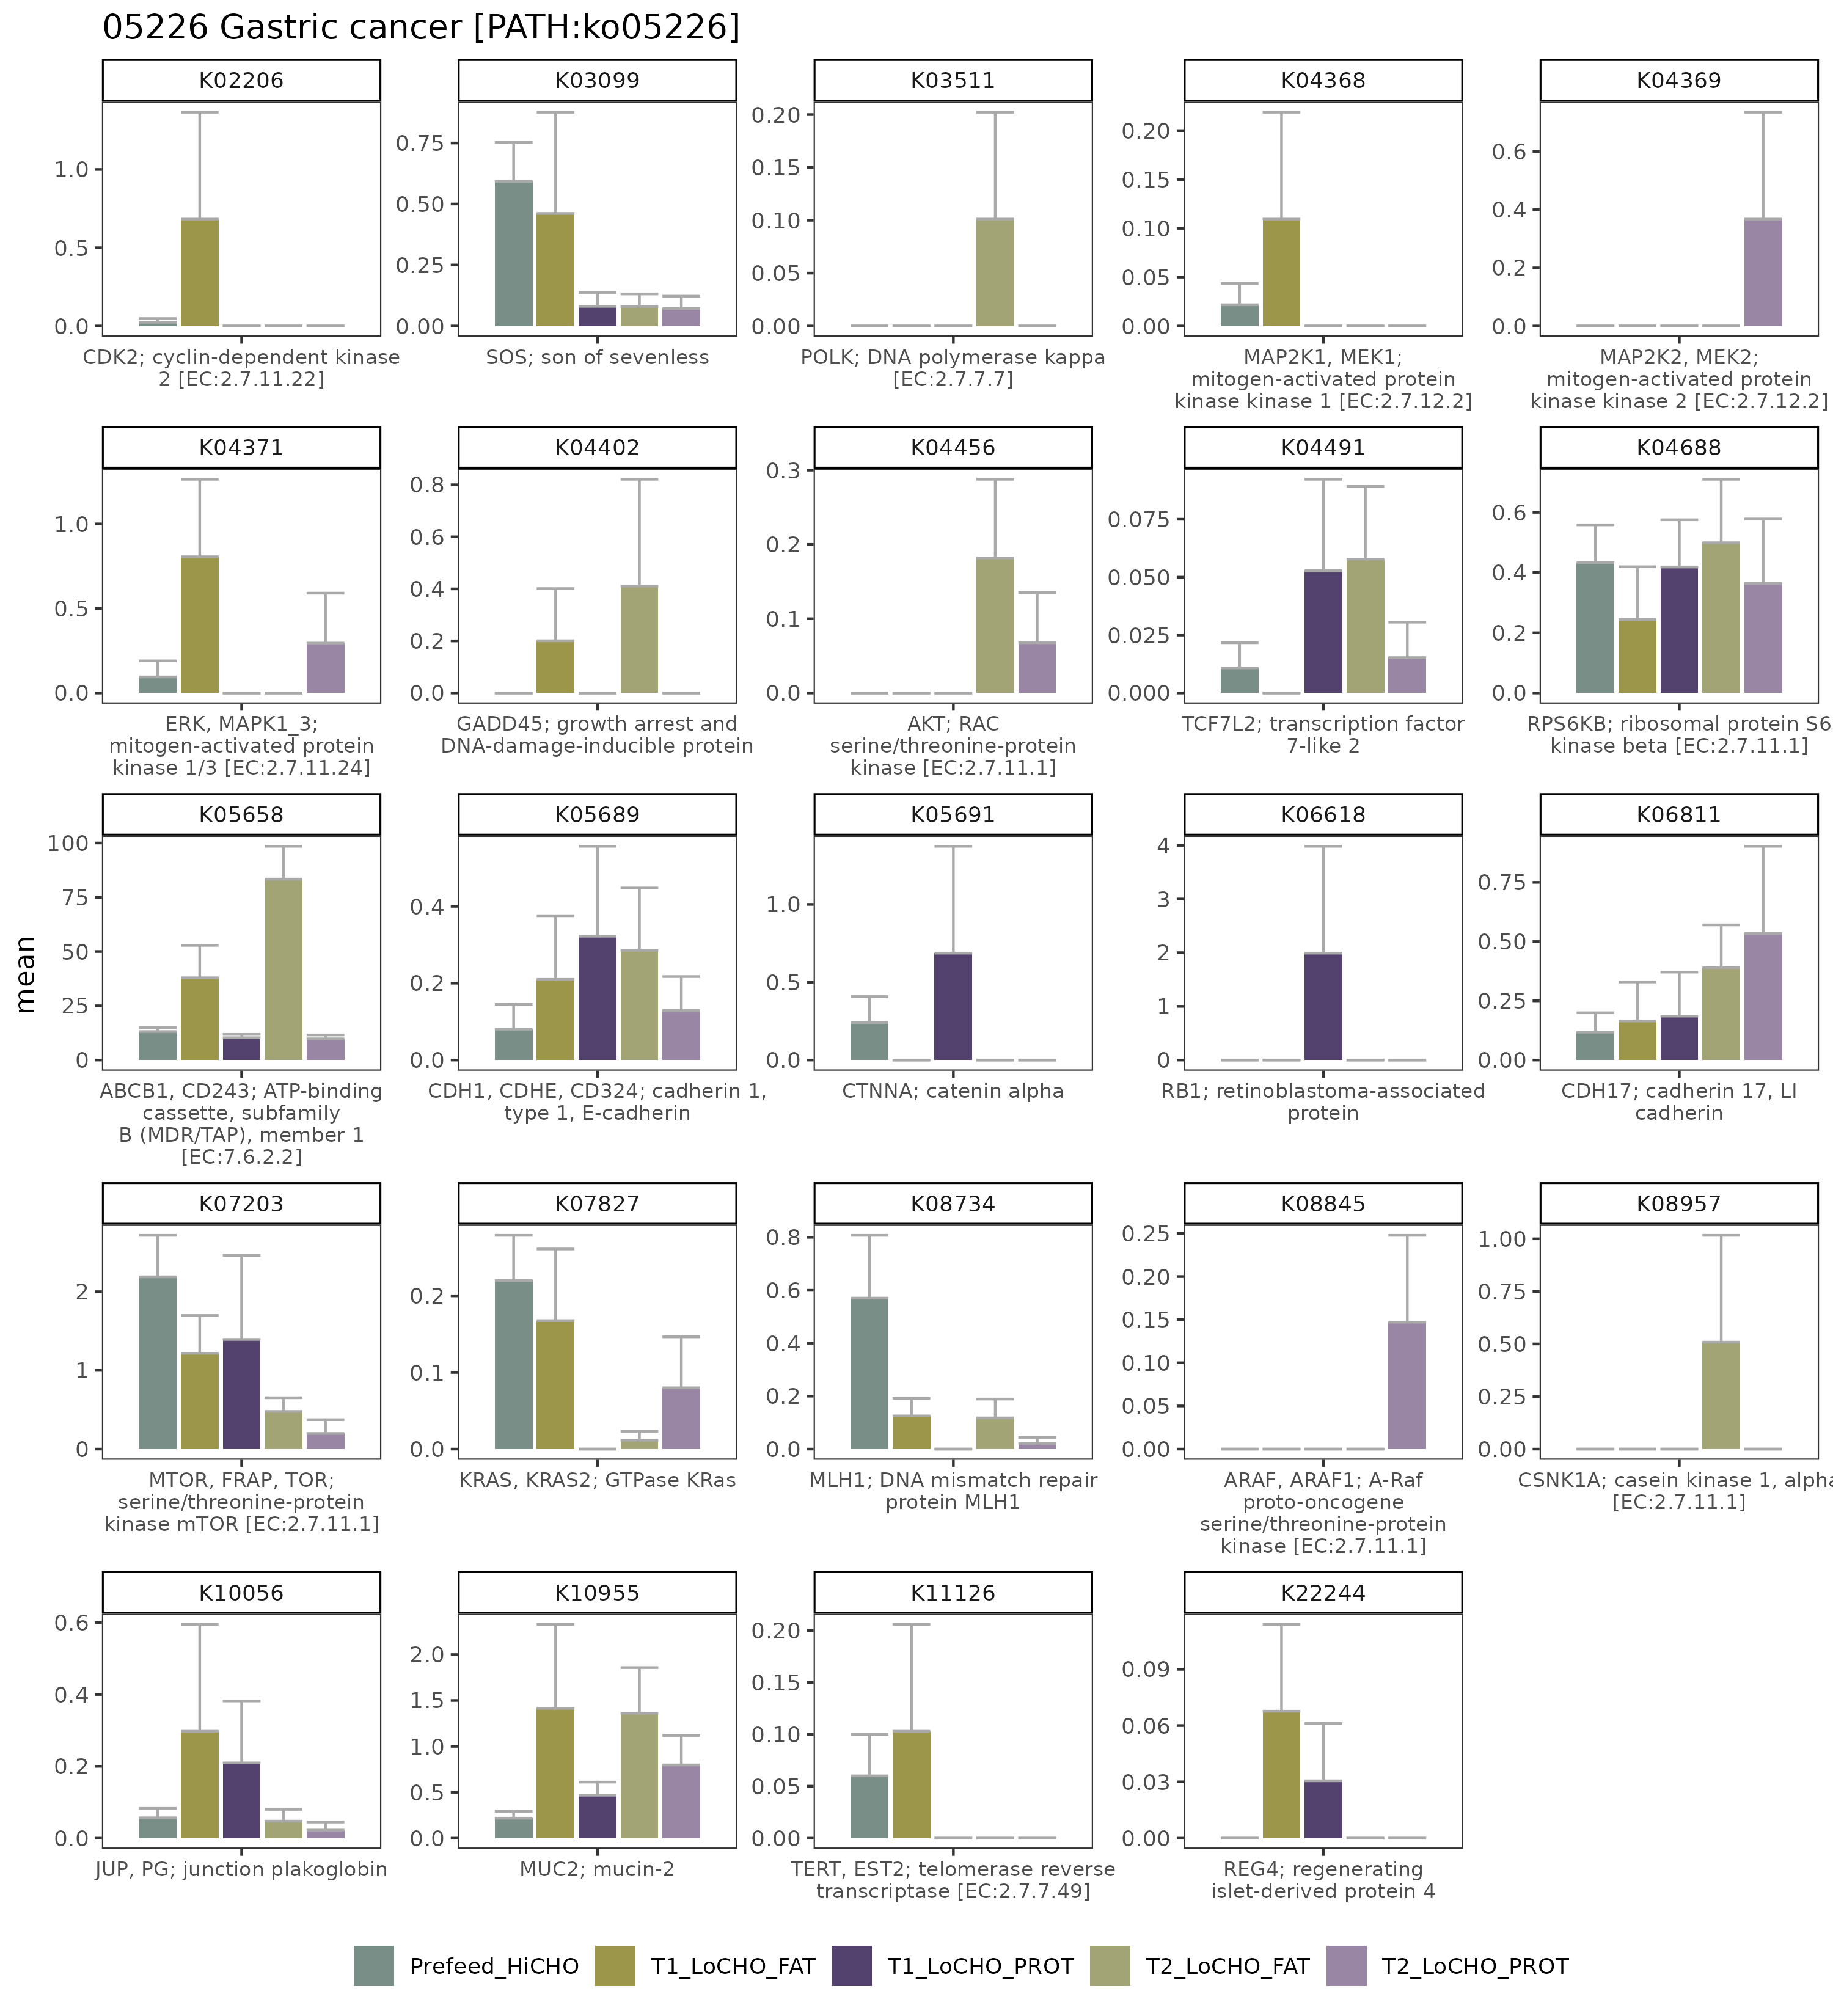 05226 Gastric cancer [PATH:ko05226]
K02206 K03099 K03511 K04368 K04369
1.0
0.5
0.0
0.75
0.50
0.25
0.00
0.20
0.15
0.10
0.05
0.00
0.20
0.15
0.10
0.05
0.00
0.6
0.4
0.2
0.0
CDK2; cyclin-dependent kinase
2 [EC:2.7.11.22]
SOS; son of sevenless
POLK; DNA polymerase kappa
[EC:2.7.7.7]
MAP2K1, MEK1;
mitogen-activated protein
kinase kinase 1 [EC:2.7.12.2]
MAP2K2, MEK2;
mitogen-activated protein
kinase kinase 2 [EC:2.7.12.2]
K04371 K04402 K04456 K04491 K04688
1.0
0.5
0.0
0.8
0.6
0.4
0.2
0.0
0.3
0.2
0.1
0.0
0.075
0.050
0.025
0.000
0.6
0.4
0.2
0.0
ERK, MAPK1_3;
mitogen-activated protein
kinase 1/3 [EC:2.7.11.24]
GADD45; growth arrest and
DNA-damage-inducible protein
AKT; RAC
serine/threonine-protein
kinase [EC:2.7.11.1]
TCF7L2; transcription factor
7-like 2
RPS6KB; ribosomal protein S6
kinase beta [EC:2.7.11.1]
mean
K05658 K05689 K05691 K06618 K06811
100
75
50
25
0
0.4
0.2
0.0
1.0
0.5
0.0
4
3
2
1
0
0.75
0.50
0.25
0.00
ABCB1, CD243; ATP-binding
cassette, subfamily
B (MDR/TAP), member 1
[EC:7.6.2.2]
CDH1, CDHE, CD324; cadherin 1,
type 1, E-cadherin
CTNNA; catenin alpha
RB1; retinoblastoma-associated
protein
CDH17; cadherin 17, LI
cadherin
K07203 K07827 K08734 K08845 K08957
2
1
0
0.2
0.1
0.0
0.8
0.6
0.4
0.2
0.0
0.25
0.20
0.15
0.10
0.05
0.00
1.00
0.75
0.50
0.25
0.00
MTOR, FRAP, TOR;
serine/threonine-protein
kinase mTOR [EC:2.7.11.1]
KRAS, KRAS2; GTPase KRas
MLH1; DNA mismatch repair
protein MLH1
ARAF, ARAF1; A-Raf
proto-oncogene
serine/threonine-protein
kinase [EC:2.7.11.1]
CSNK1A; casein kinase 1, alpha
[EC:2.7.11.1]
K10056 K10955 K11126 K22244
0.6
0.4
0.2
0.0
2.0
1.5
1.0
0.5
0.0
0.20
0.15
0.10
0.05
0.00
0.09
0.06
0.03
0.00
JUP, PG; junction plakoglobin
MUC2; mucin-2
TERT, EST2; telomerase reverse
transcriptase [EC:2.7.7.49]
REG4; regenerating
islet-derived protein 4
Prefeed_HiCHO T1_LoCHO_FAT T1_LoCHO_PROT T2_LoCHO_FAT T2_LoCHO_PROT